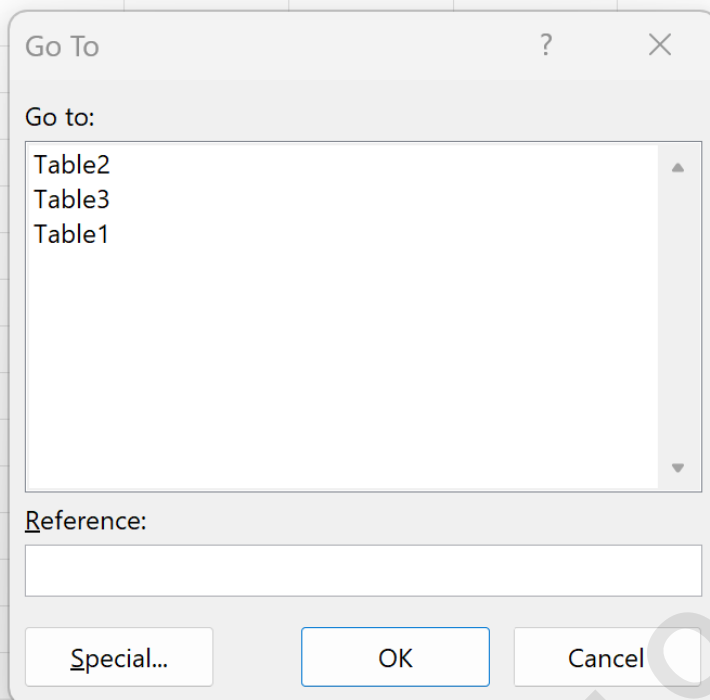 Go To ?
Go to:
Table2
Table3
Table1
Reference:
Special... OK Cancel